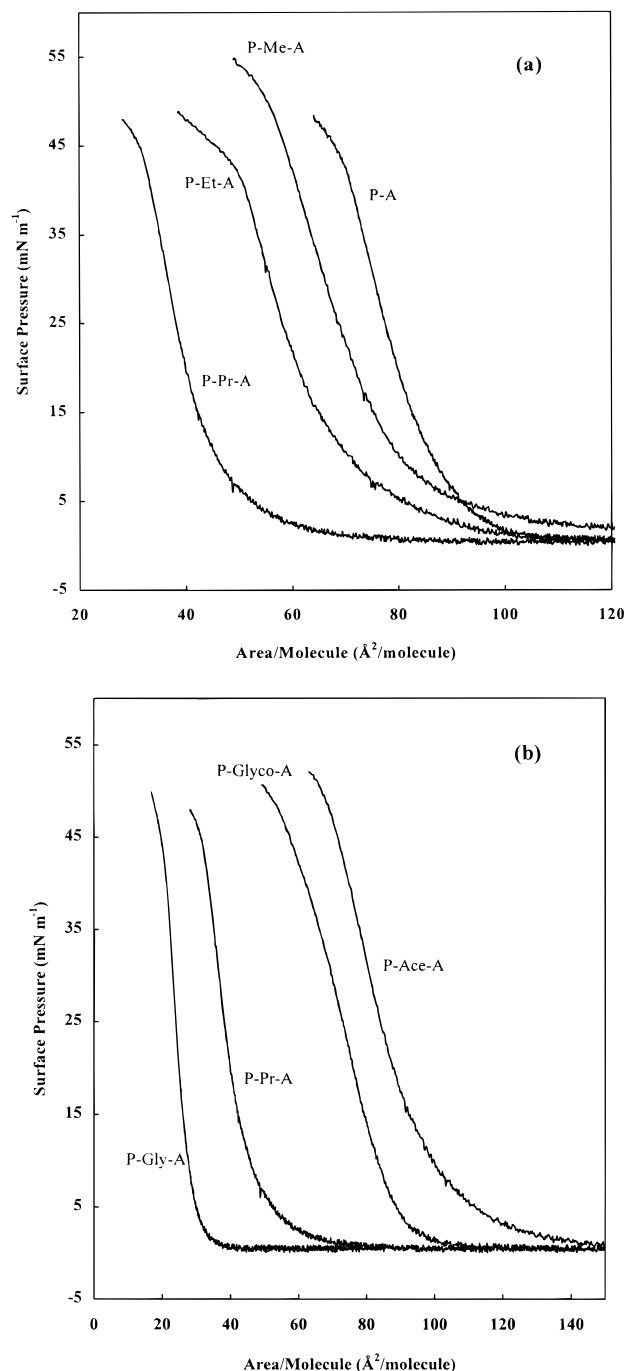 55
45
35
25
15
5
-5
Surface Pressure (mN m⁻¹)
P-Me-A
(a)
P-Et-A
P-A
P-Pr-A
20 40 60 80 100 120
Area/Molecule (Å²/molecule)
55
45
35
25
15
5
-5
Surface Pressure (mN m⁻¹)
(b)
P-Glyco-A
P-Ace-A
P-Pr-A
P-Gly-A
0 20 40 60 80 100 120 140
Area/Molecule (Å²/molecule)